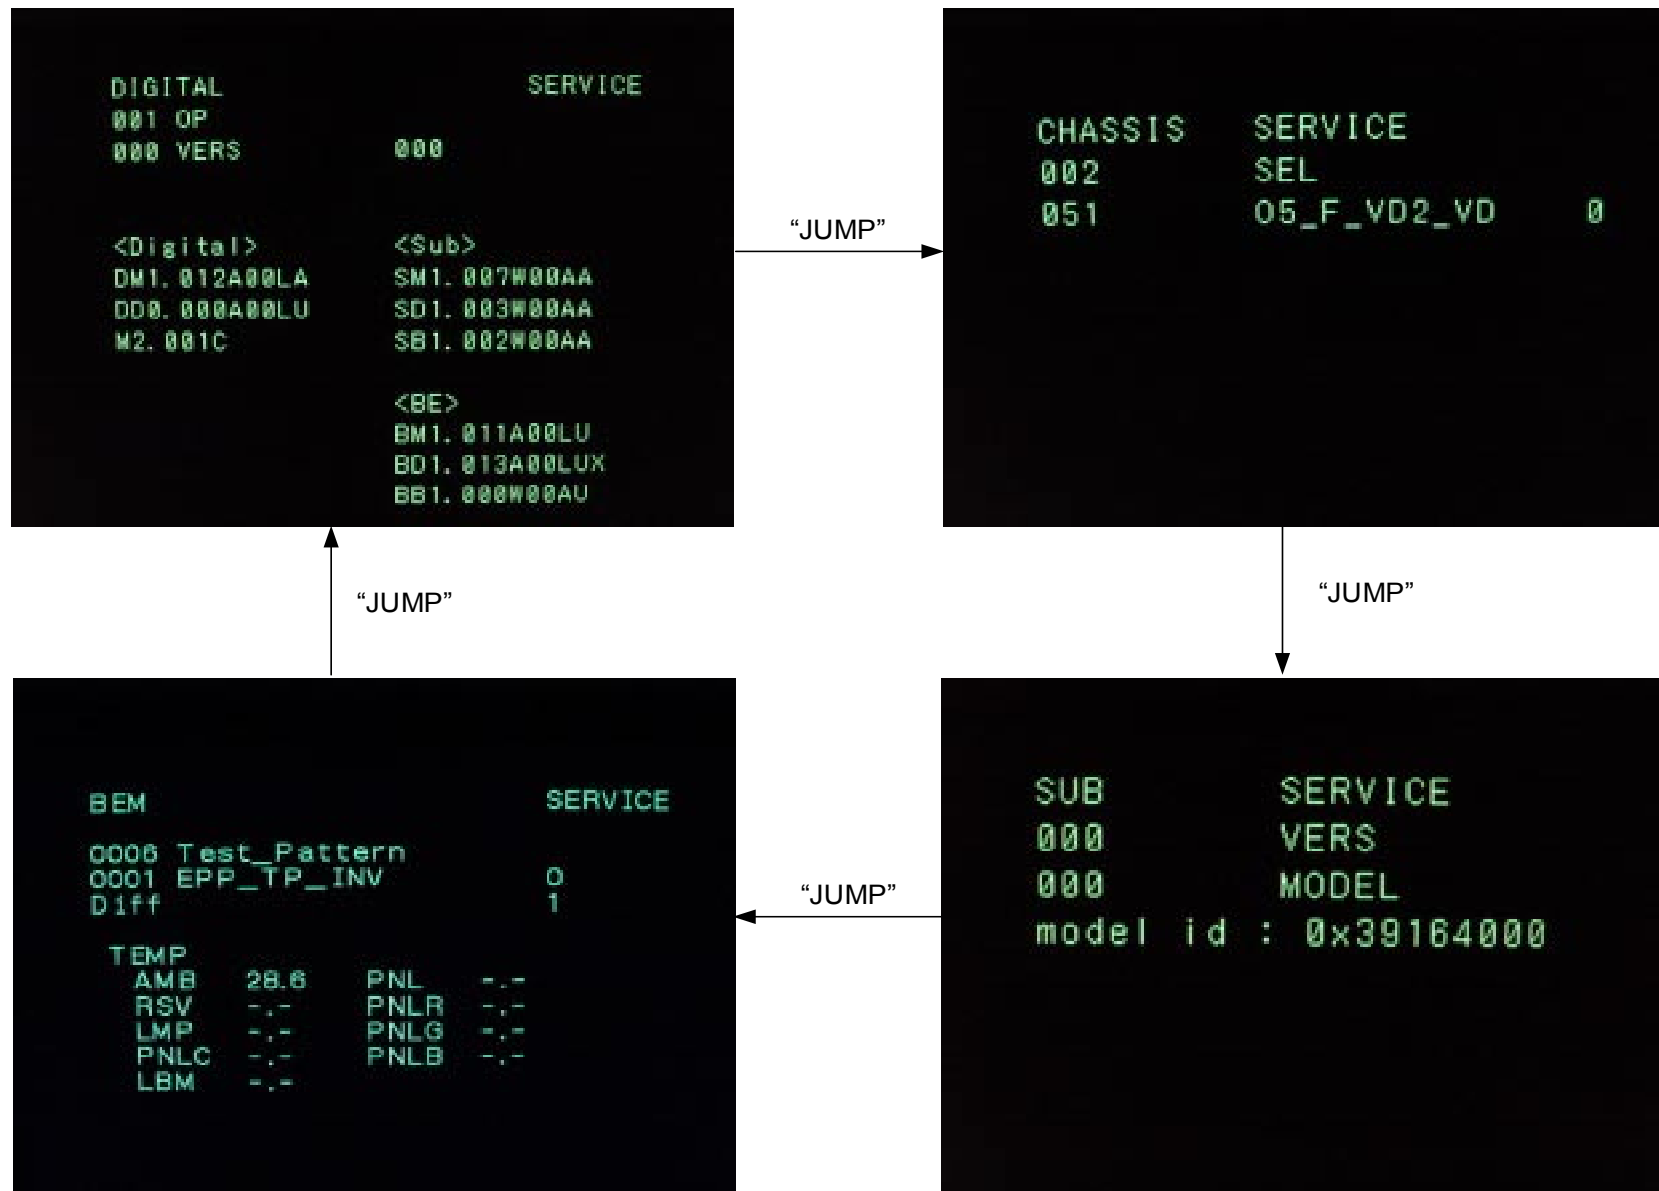 DIGITAL SERVICE
001 OP
000 VERS 000
<Digital> <Sub>
DM1.012A00LA SM1.007W00AA
DD0.000A00LU SD1.003W00AA
M2.001C SB1.002W00AA
<BE>
BM1.011A00LU
BD1.013A00LUX
BB1.000W00AU
“JUMP”
CHASSIS SERVICE
002 SEL
051 O5_F_VD2_VD 0
“JUMP”
SUB SERVICE
000 VERS
000 MODEL
model id : 0x39164000
“JUMP”
BEM SERVICE
0006 Test_Pattern
0001 EPP_TP_INV 0
Diff 1
TEMP
AMB 28.6 PNL -.-
RSV -.- PNLR -.-
LMP -.- PNLG -.-
PNLC -.- PNLB -.-
LBM -.-
“JUMP”